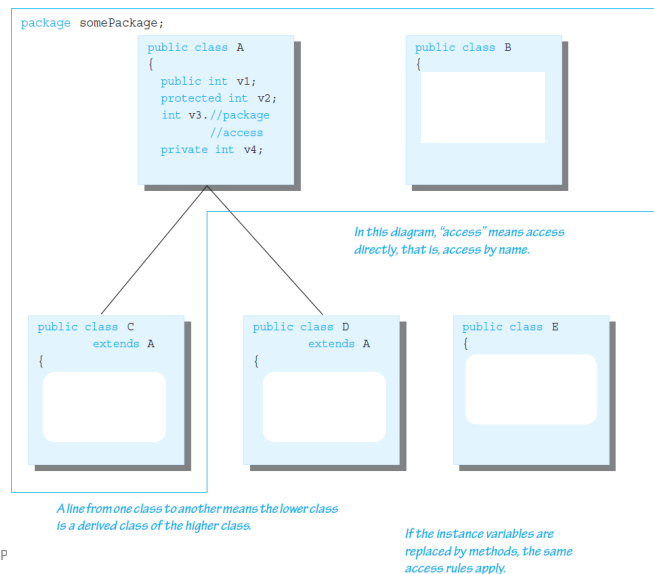 package somePackage;
public class A
{
public int v1;
protected int v2;
int v3.//package
//access
private int v4;
public class B
{
In this diagram, "access" means access
directly, that is, access by name.
public class C
extends A
{
public class D
extends A
{
public class E
{
A line from one class to another means the lower class
is a derived class of the higher class.
If the instance variables are
replaced by methods, the same
access rules apply.
P